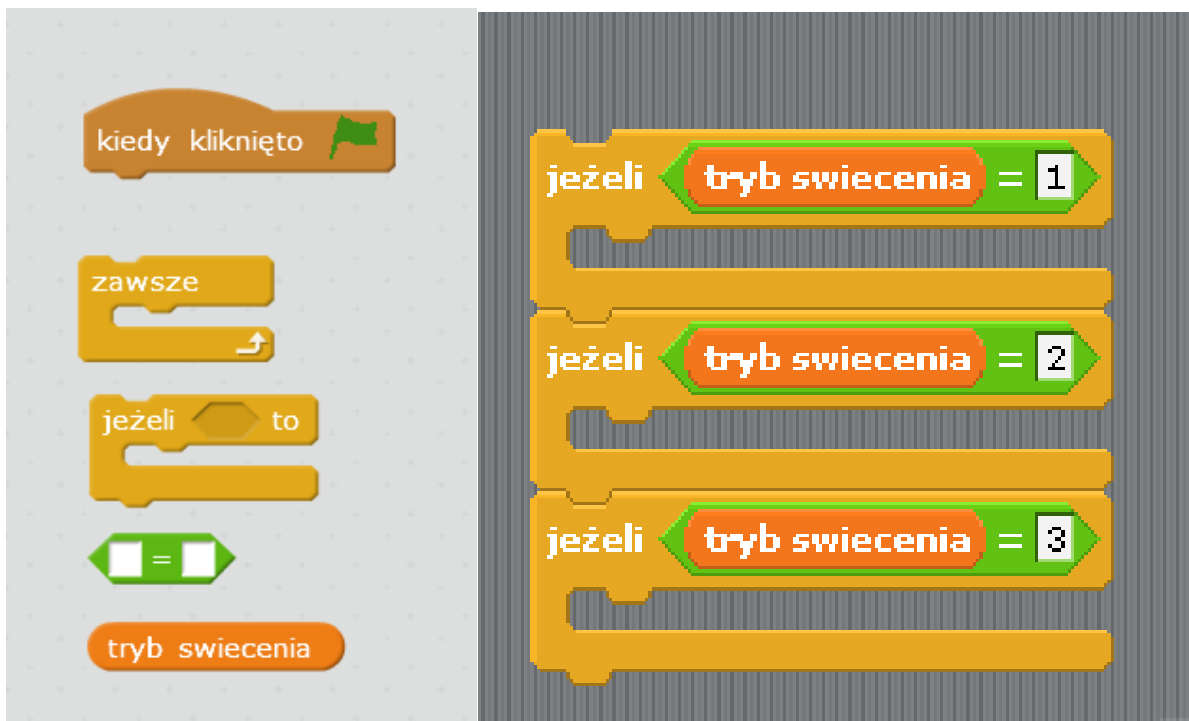 kiedy kliknięto
zawsze
jeżeli to
=
tryb swiecenia
jeżeli tryb swiecenia = 1
jeżeli tryb swiecenia = 2
jeżeli tryb swiecenia = 3